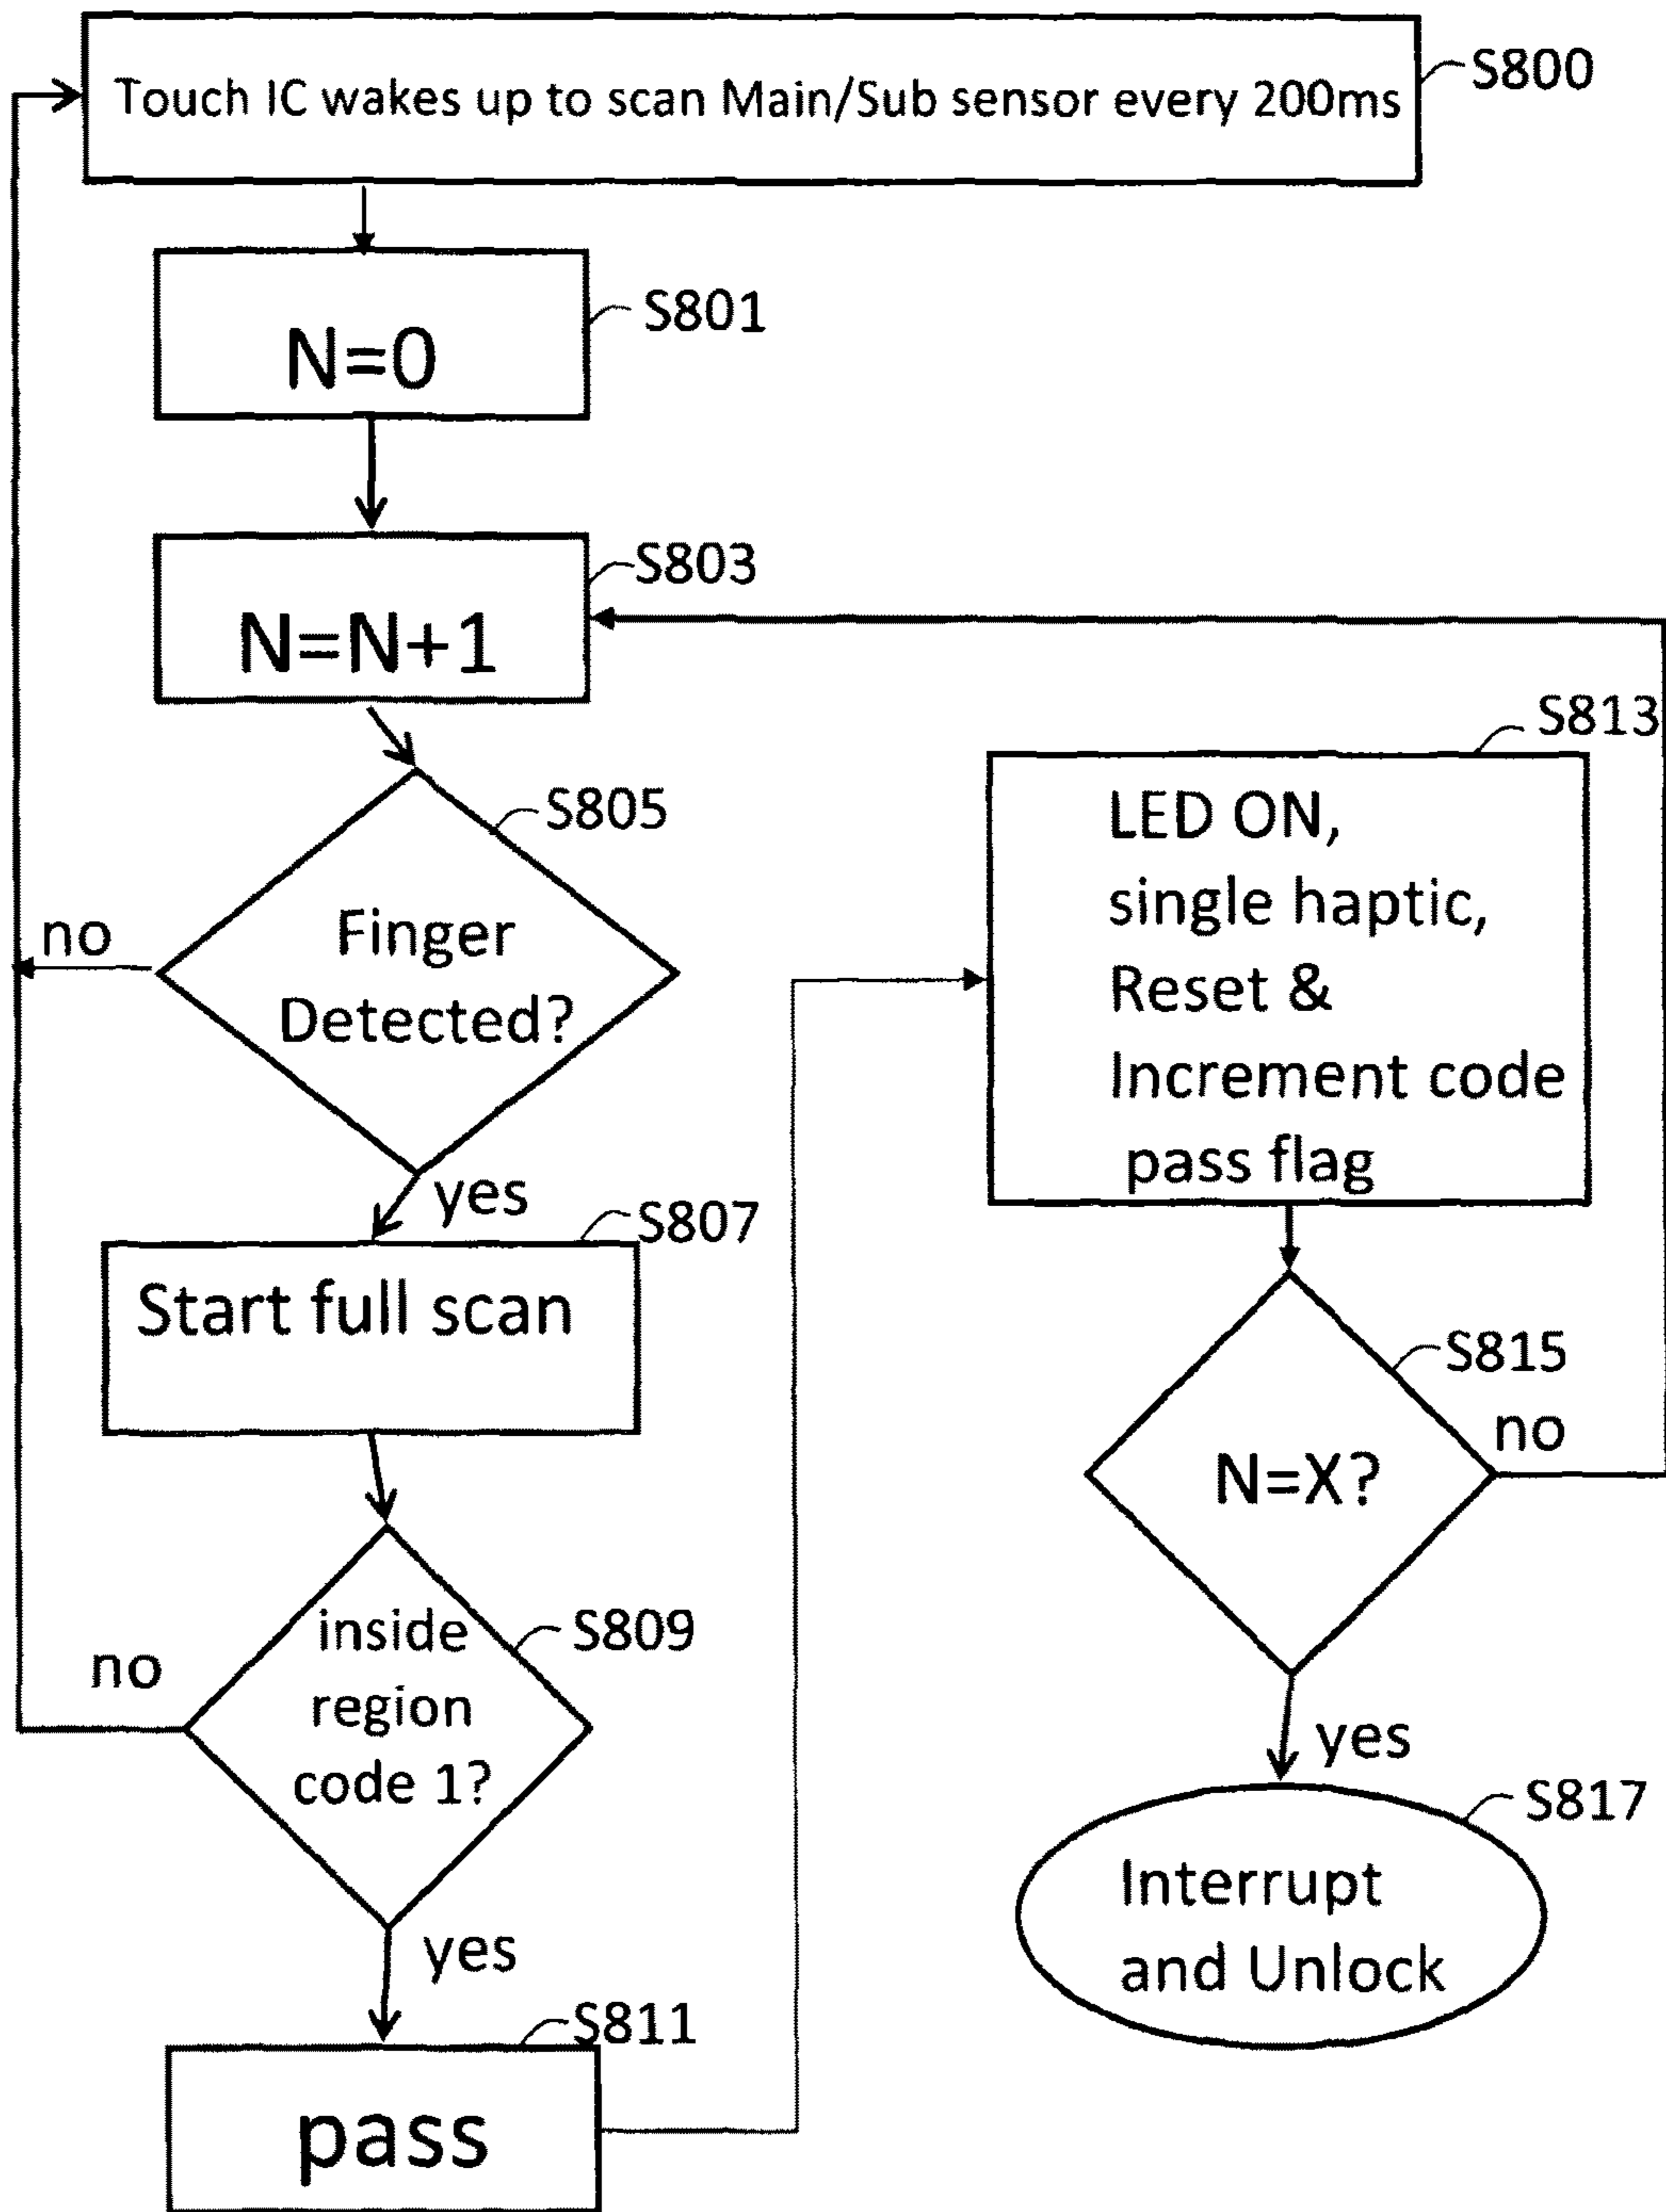 Touch IC wakes up to scan Main/Sub sensor every 200ms
S800
N=0
S801
N=N+1
S803
Finger
Detected?
S805
no
yes
Start full scan
S807
inside
region
code 1?
S809
no
yes
pass
S811
LED ON,
single haptic,
Reset &
Increment code
pass flag
S813
N=X?
S815
no
yes
Interrupt
and Unlock
S817